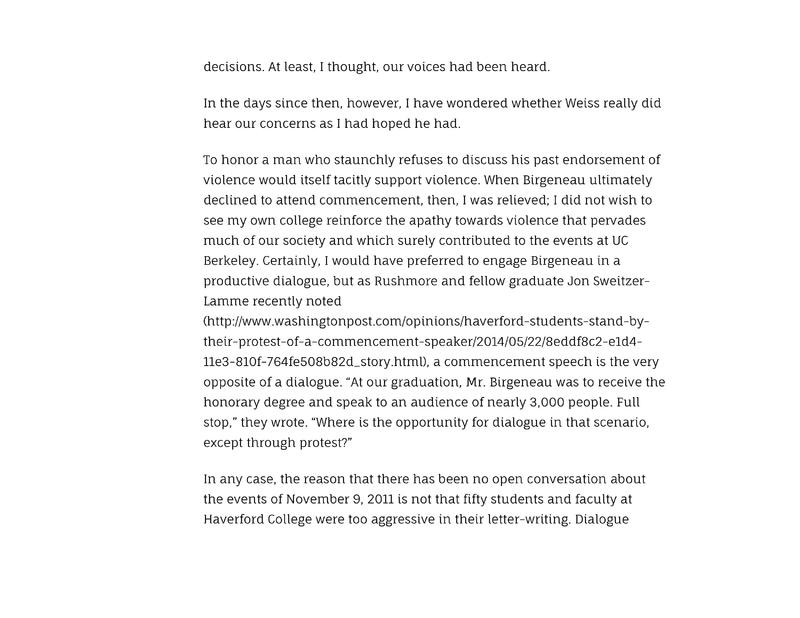 decisions. At least, I thought, our voices had been heard.
In the days since then, however, I have wondered whether Weiss really did
hear our concerns as I had hoped he had.
To honor a man who staunchly refuses to discuss his past endorsement of
violence would itself tacitly support violence. When Birgeneau ultimately
declined to attend commencement, then, I was relieved; I did not wish to
see my own college reinforce the apathy towards violence that pervades
much of our society and which surely contributed to the events at UC
Berkeley. Certainly, I would have preferred to engage Birgeneau in a
productive dialogue, but as Rushmore and fellow graduate Jon Sweitzer-
Lamme recently noted
(http://www.washingtonpost.com/opinions/haverford-students-stand-by-
their-protest-of-a-commencement-speaker/2014/05/22/8eddf8c2-e1d4-
11e3-810f-764fe508b82d_story.html), a commencement speech is the very
opposite of a dialogue. “At our graduation, Mr. Birgeneau was to receive the
honorary degree and speak to an audience of nearly 3,000 people. Full
stop,” they wrote. “Where is the opportunity for dialogue in that scenario,
except through protest?”
In any case, the reason that there has been no open conversation about
the events of November 9, 2011 is not that fifty students and faculty at
Haverford College were too aggressive in their letter-writing. Dialogue